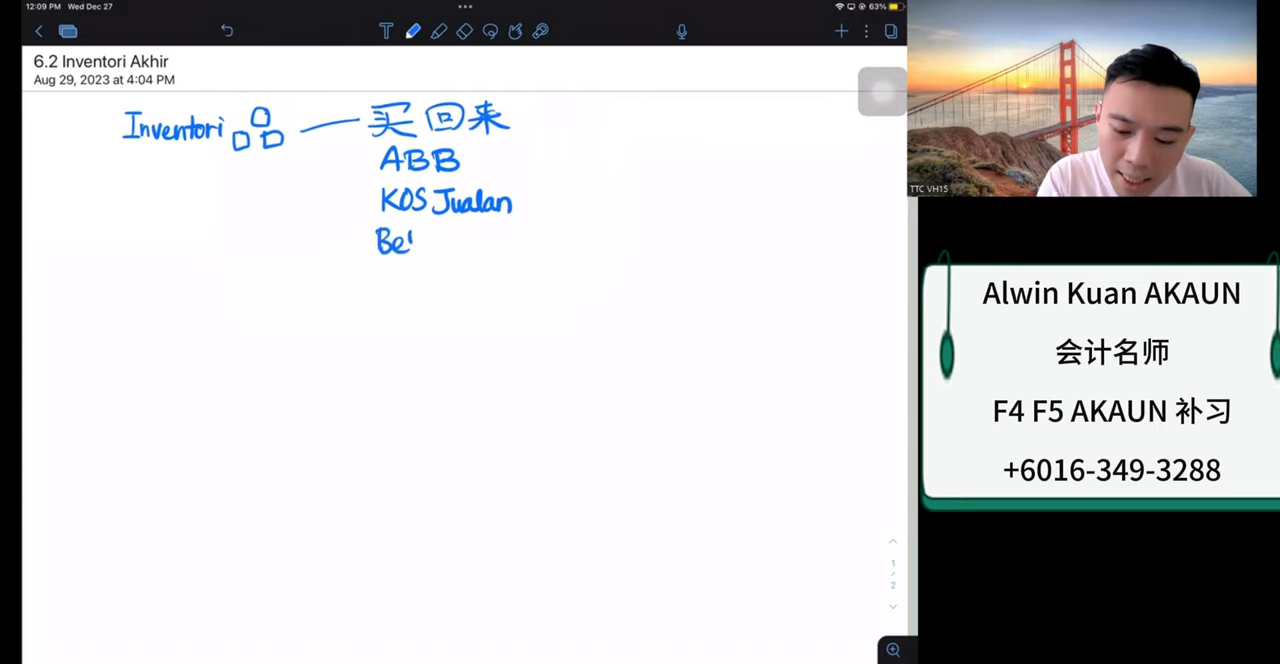 12:09 PM Wed Dec 27
63%
6.2 Inventori Akhir
Aug 29, 2023 at 4:04 PM
Inventori 买回来
ABB
KOS Jualan
Be
1
/
2
TTC VH15
Alwin Kuan AKAUN
会计名师
F4 F5 AKAUN 补习
+6016-349-3288